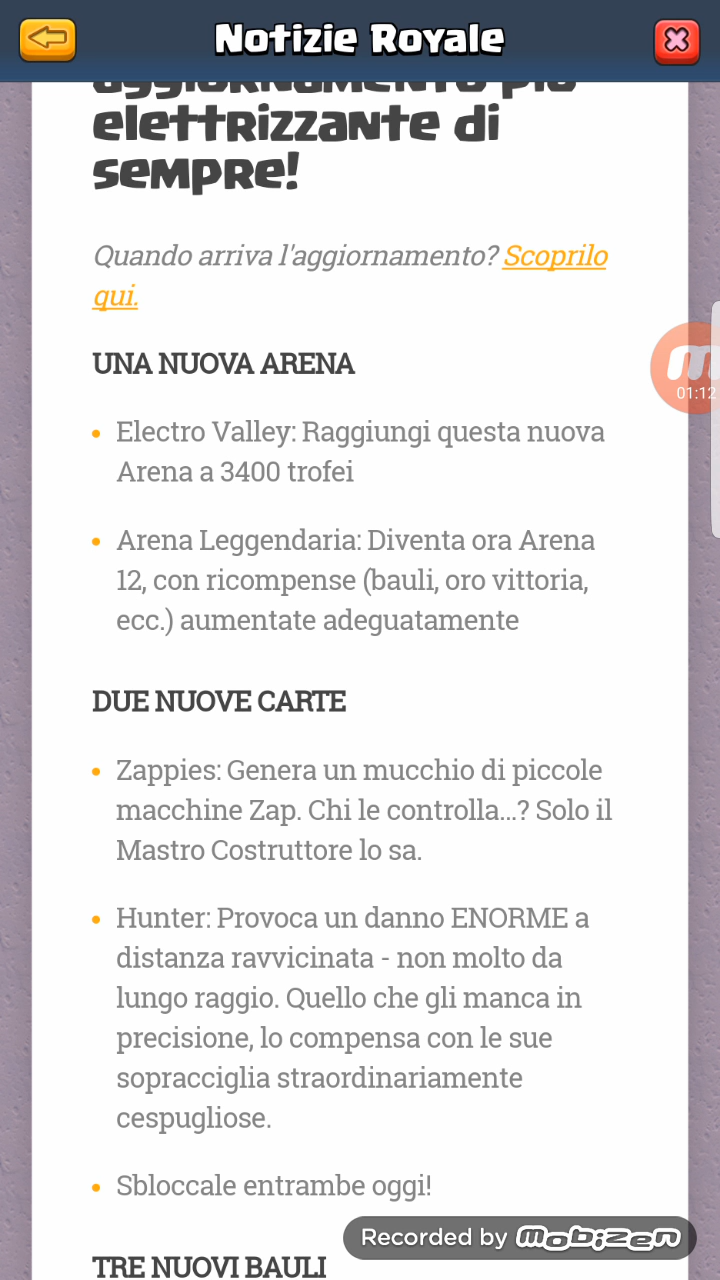 Notizie Royale
aggiornamento più
elettrizzante di
sempre!
Quando arriva l'aggiornamento? Scoprilo
qui.
UNA NUOVA ARENA
• Electro Valley: Raggiungi questa nuova
Arena a 3400 trofei
• Arena Leggendaria: Diventa ora Arena
12, con ricompense (bauli, oro vittoria,
ecc.) aumentate adeguatamente
DUE NUOVE CARTE
• Zappies: Genera un mucchio di piccole
macchine Zap. Chi le controlla...? Solo il
Mastro Costruttore lo sa.
• Hunter: Provoca un danno ENORME a
distanza ravvicinata - non molto da
lungo raggio. Quello che gli manca in
precisione, lo compensa con le sue
sopracciglia straordinariamente
cespugliose.
• Sbloccale entrambe oggi!
TRE NUOVI BAULI
m
01:12
Recorded by mobizen